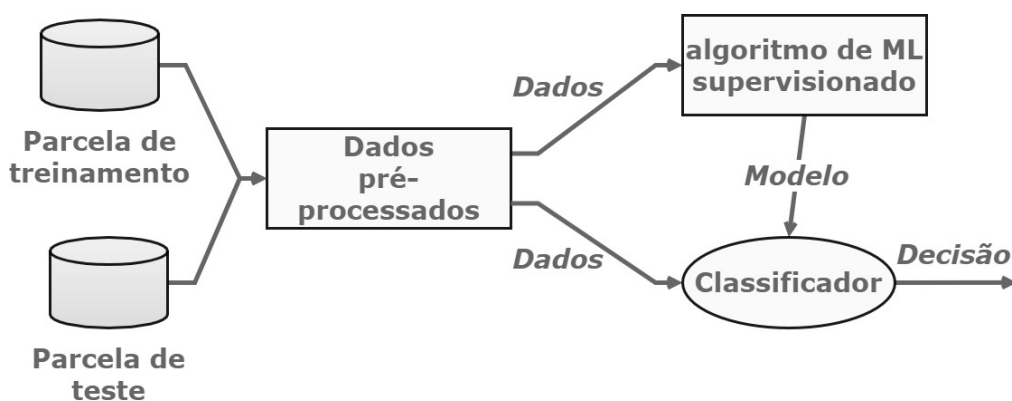 Parcela de
treinamento
Parcela de
teste
Dados
pré-
processados
Dados
Dados
algoritmo de ML
supervisionado
Modelo
Classificador
Decisão